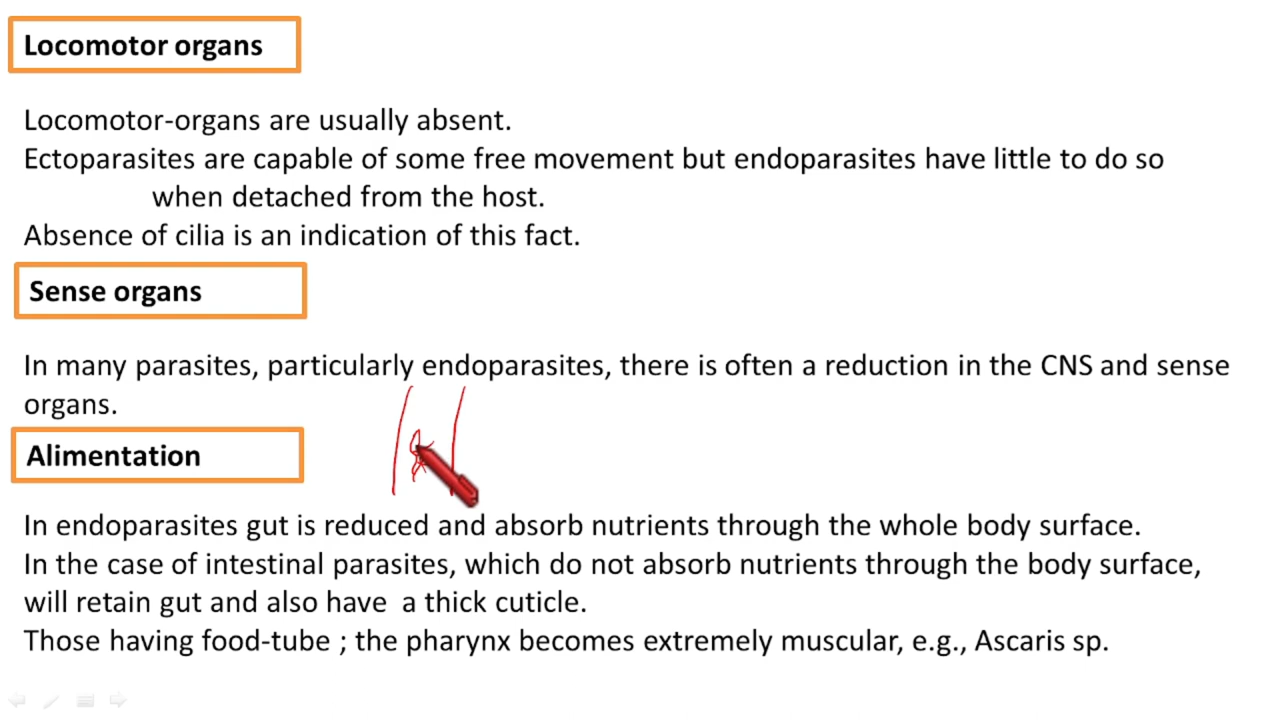 Locomotor organs
Locomotor-organs are usually absent.
Ectoparasites are capable of some free movement but endoparasites have little to do so
when detached from the host.
Absence of cilia is an indication of this fact.
Sense organs
In many parasites, particularly endoparasites, there is often a reduction in the CNS and sense
organs.
Alimentation
In endoparasites gut is reduced and absorb nutrients through the whole body surface.
In the case of intestinal parasites, which do not absorb nutrients through the body surface,
will retain gut and also have a thick cuticle.
Those having food-tube ; the pharynx becomes extremely muscular, e.g., Ascaris sp.